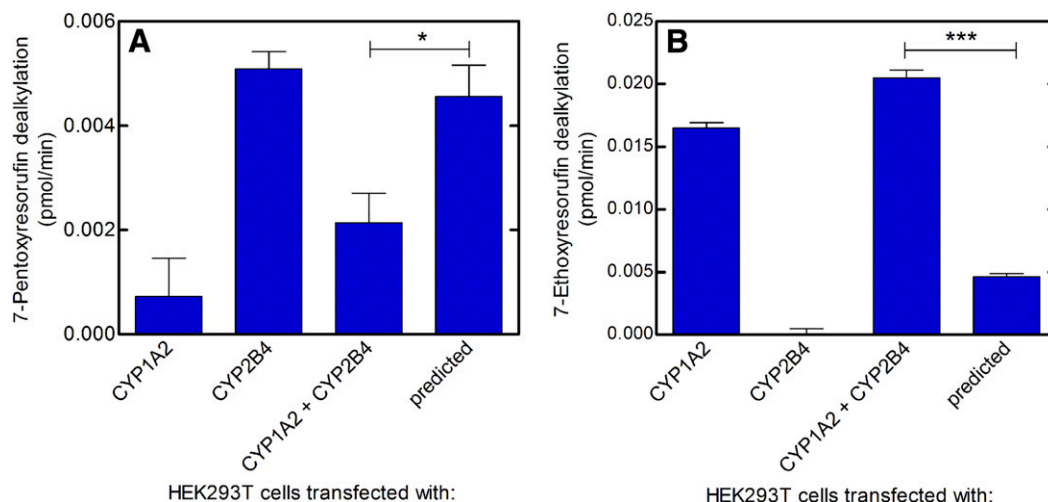 A
7-Pentoxyresorufin dealkylation
(pmol/min)
0.006
0.004
0.002
0.000
*
CYP1A2
CYP2B4
CYP1A2 + CYP2B4
predicted
HEK293T cells transfected with:
B
7-Ethoxyresorufin dealkylation
(pmol/min)
0.025
0.020
0.015
0.010
0.005
0.000
***
CYP1A2
CYP2B4
CYP1A2 + CYP2B4
predicted
HEK293T cells transfected with: